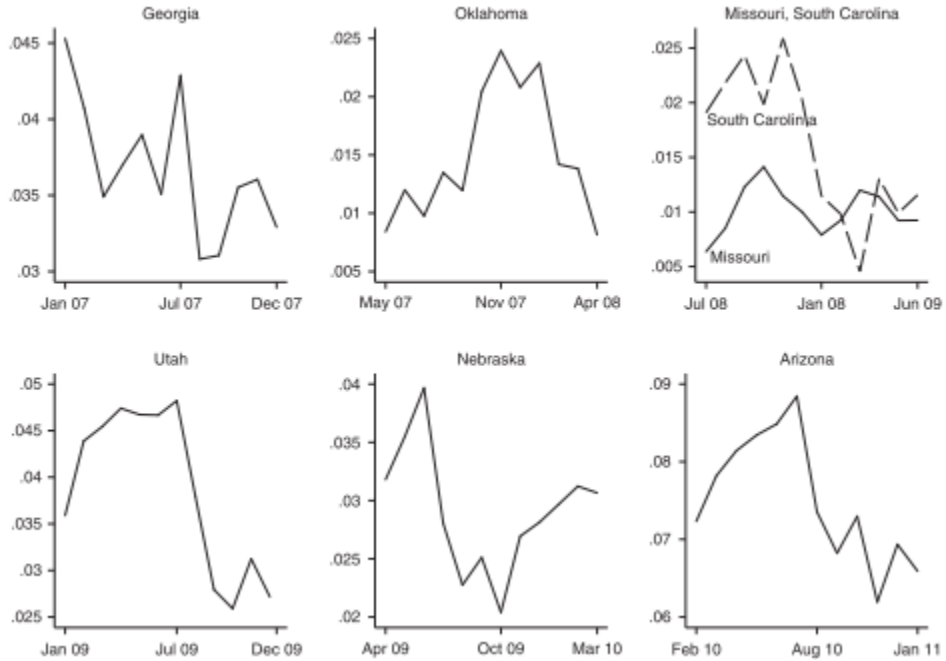 Georgia
.045
.04
.035
.03
Jan 07 Jul 07 Dec 07
Oklahoma
.025
.02
.015
.01
.005
May 07 Nov 07 Apr 08
Missouri, South Carolina
.025
.02
.015
.01
.005
South Carolina
Missouri
Jul 08 Jan 08 Jun 09
Utah
.05
.045
.04
.035
.03
.025
Jan 09 Jul 09 Dec 09
Nebraska
.04
.035
.03
.025
.02
Apr 09 Oct 09 Mar 10
Arizona
.09
.08
.07
.06
Feb 10 Aug 10 Jan 11